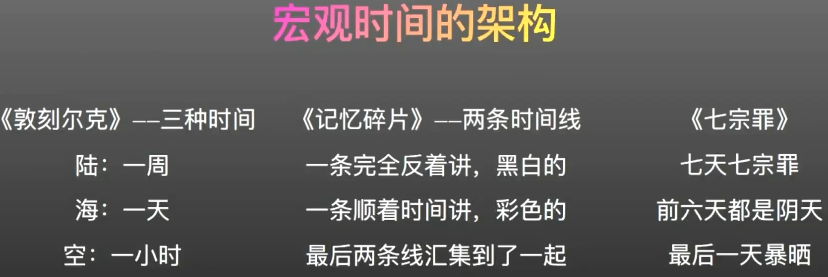 宏观时间的架构
《敦刻尔克》--三种时间
陆：一周
海：一天
空：一小时
《记忆碎片》--两条时间线
一条完全反着讲，黑白的
一条顺着时间讲，彩色的
最后两条线汇集到了一起
《七宗罪》
七天七宗罪
前六天都是阴天
最后一天暴晒